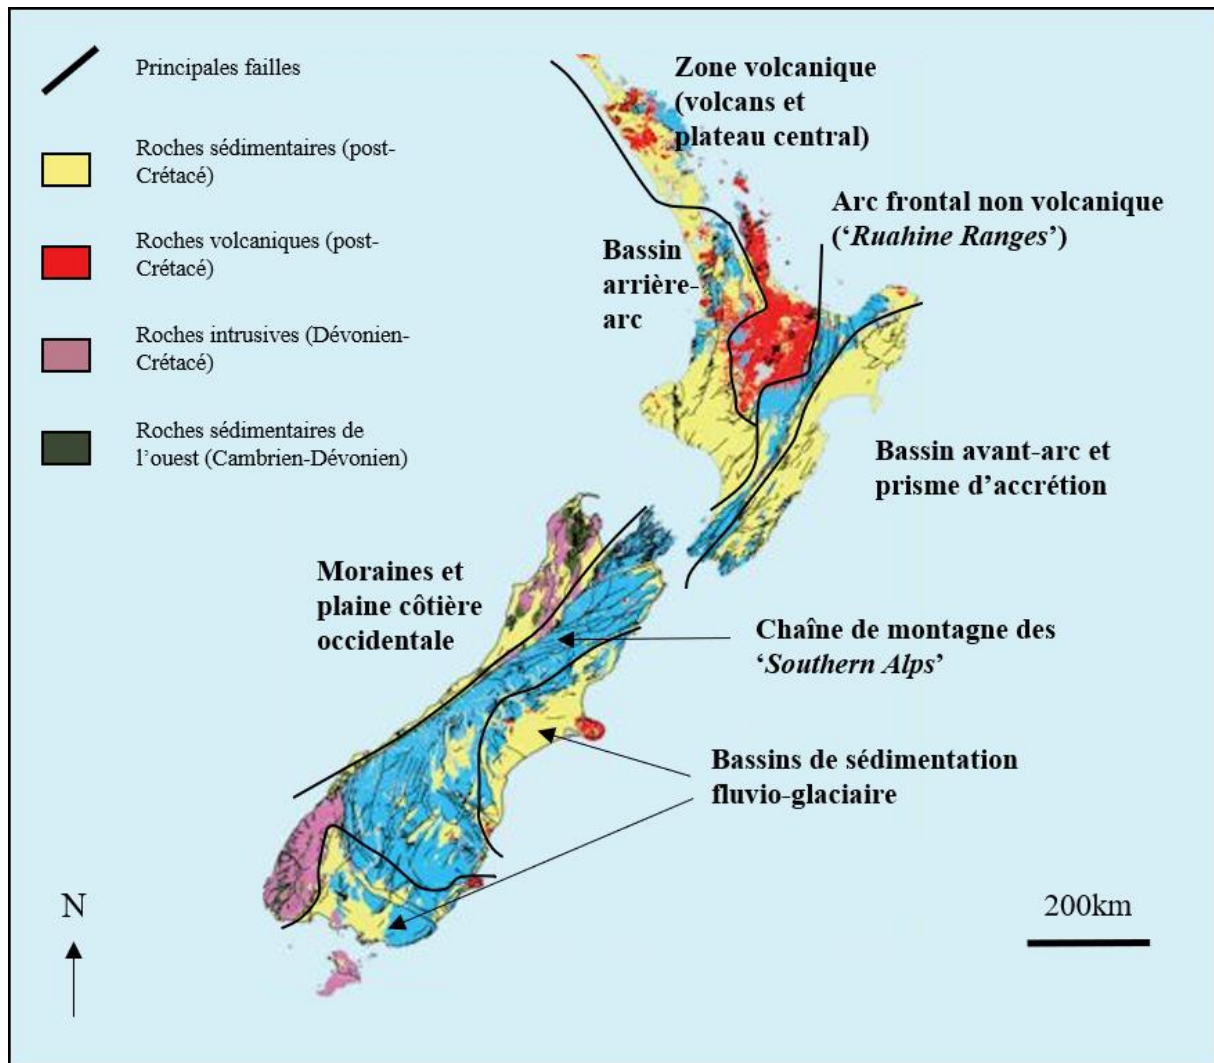 Principales failles
Roches sédimentaires (post-
Crétacé)
Roches volcaniques (post-
Crétacé)
Roches intrusives (Dévonien-
Crétacé)
Roches sédimentaires de
l’ouest (Cambrien-Dévonien)
Zone volcanique
(volcans et
plateau central)
Arc frontal non volcanique
(‘Ruahine Ranges’)
Bassin
arrière-
arc
Bassin avant-arc et
prisme d’accrétion
Moraines et
plaine côtière
occidentale
Chaîne de montagne des
‘Southern Alps’
Bassins de sédimentation
fluvio-glaciaire
N
200km